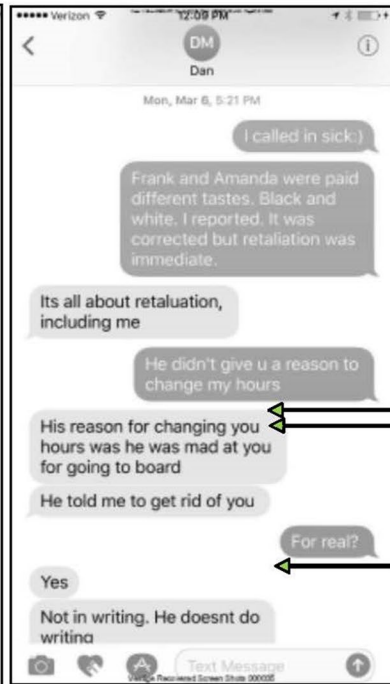 Verizon
12:09 PM
DM
Dan
Mon, Mar 6, 5:21 PM
I called in sick:)
Frank and Amanda were paid
different tastes. Black and
white. I reported. It was
corrected but retaliation was
immediate.
Its all about retaluation,
including me
He didn't give u a reason to
change my hours
His reason for changing you
hours was he was mad at you
for going to board
He told me to get rid of you
For real?
Yes
Not in writing. He doesnt do
writing
Text Message
Recovered Screen Shots 000035